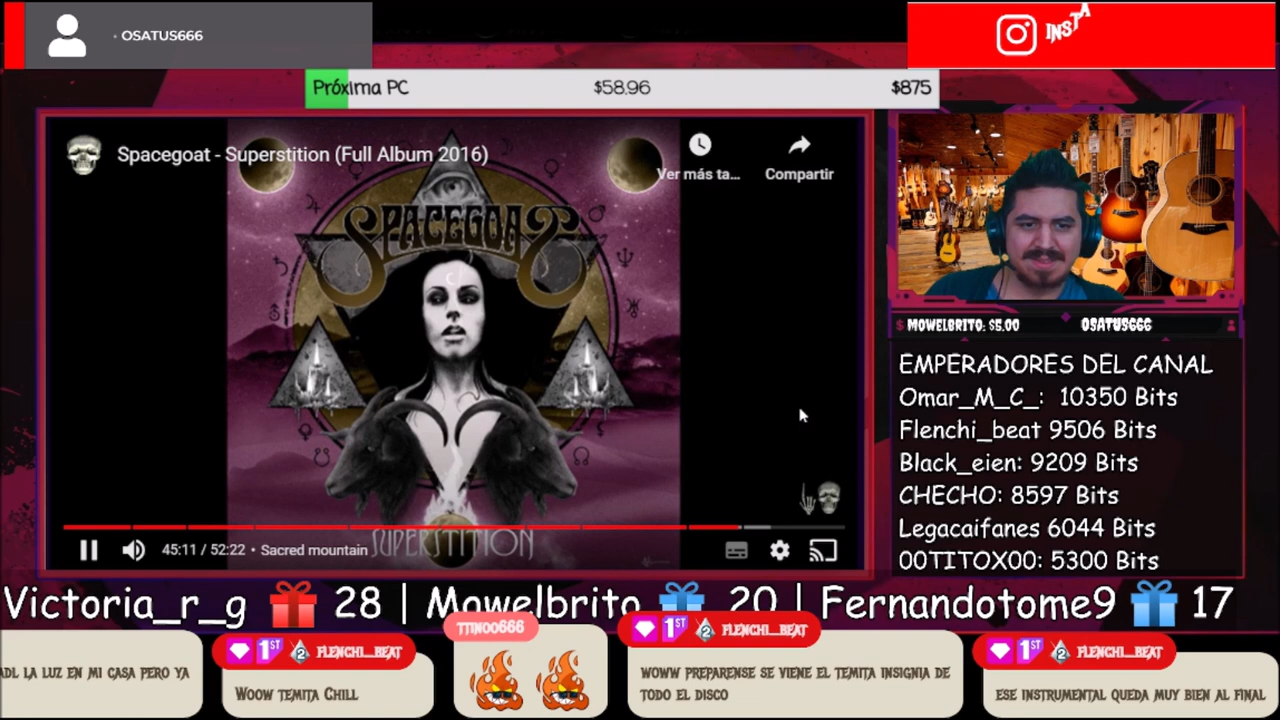 • OSATUS666
INSTA
Próxima PC $58.96 $875
Spacegoat - Superstition (Full Album 2016)
Ver más ta... Compartir
SPACEGOAT
SUPERSTITION
45:11 / 52:22 • Sacred mountain
$ MOWELBRITO: $5.00 OSATUS666
EMPERADORES DEL CANAL
Omar_M_C_: 10350 Bits
Flenchi_beat 9506 Bits
Black_eien: 9209 Bits
CHECHO: 8597 Bits
Legacaifanes 6044 Bits
00TITOX00: 5300 Bits
Victoria_r_g 28 | Mowelbrito 20 | Fernandotome9 17
ADL LA LUZ EN MI CASA PERO YA
1ST 2 FLENCHI_BEAT
WOOW TEMITA CHILL
TTINOO666
1ST 2 FLENCHI_BEAT
WOWW PREPARENSE SE VIENE EL TEMITA INSIGNIA DE
TODO EL DISCO
1ST 2 FLENCHI_BEAT
ESE INSTRUMENTAL QUEDA MUY BIEN AL FINAL